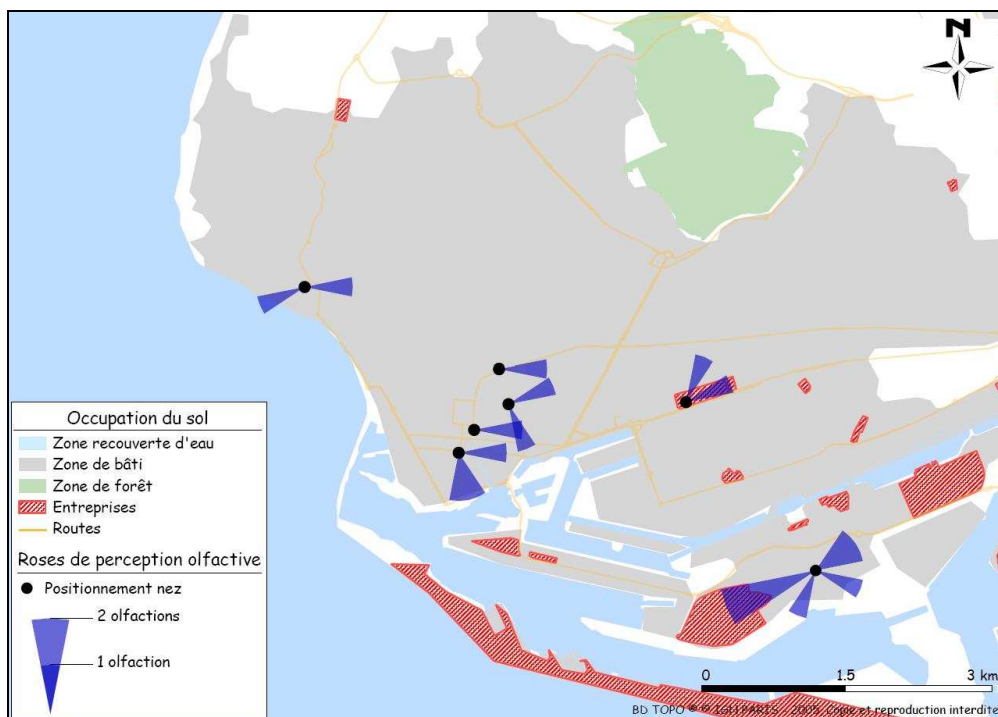 N
Occupation du sol
Zone recouverte d'eau
Zone de bâti
Zone de forêt
Entreprises
Routes
Roses de perception olfactive
Positionnement nez
2 olfactions
1 olfaction
0 1.5 3 km
BD TOPO ® © IGN PARIS - 2005 Copie et reproduction interdite